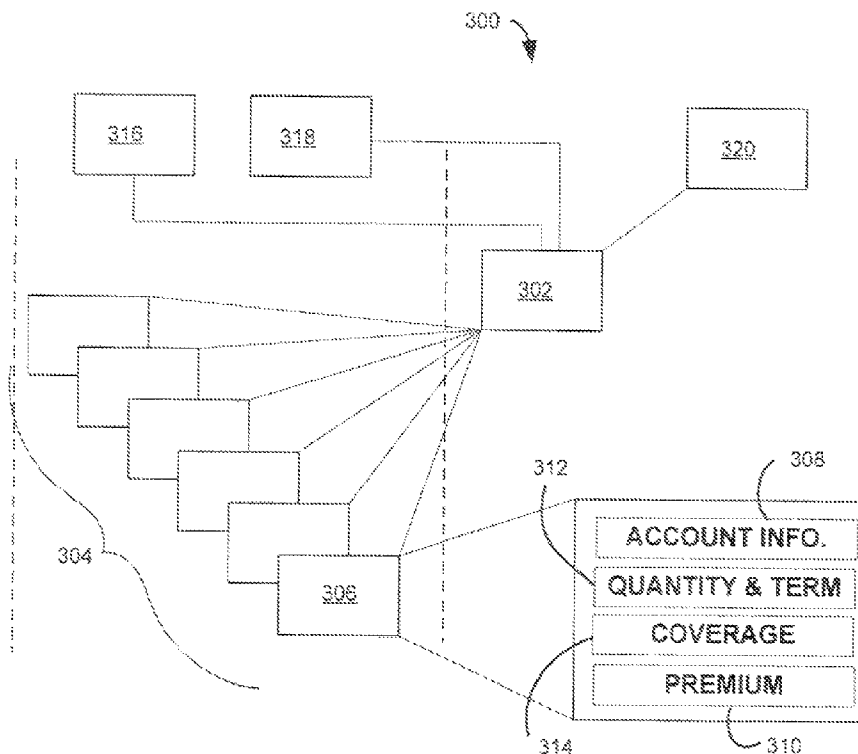 300
316
318
320
302
312
308
ACCOUNT INFO.
304
306
QUANTITY & TERM
COVERAGE
PREMIUM
314
310